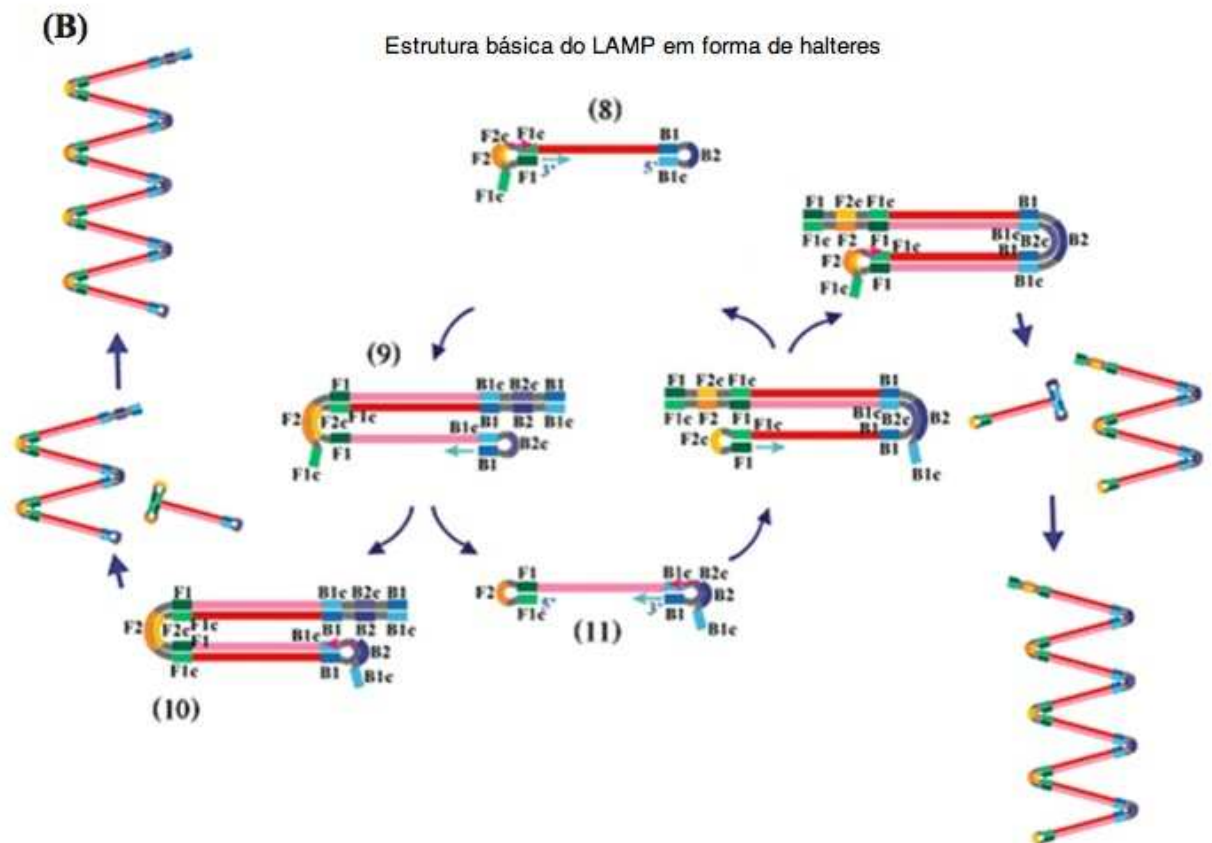 (B)
Estrutura básica do LAMP em forma de halteres
(8)
F2c F1c B1
F2 B2
F1 3' 5' B1c
F1c
F1 F2c F1c B1
F1c F2 F1 F1c B1c B2c B2
B1
F2
F1c F1 B1c
(9)
F1 B1c B2c B1
F2 F2c F1c B1c B1 B2 B1c
F1 B2c
B1
F1c
F1 F2c F1c B1
F1c F2 F1 F1c B1c B2c B2
B1
F2c
F1 B1c
F1 B1c B2c B1
F2 F2c F1c B1c B1 B2 B1c
F1 B2
F1c B1 B1c
(10)
F1 B1c B2c
F2 B2
F1c 5' 3' B1
B1c
(11)